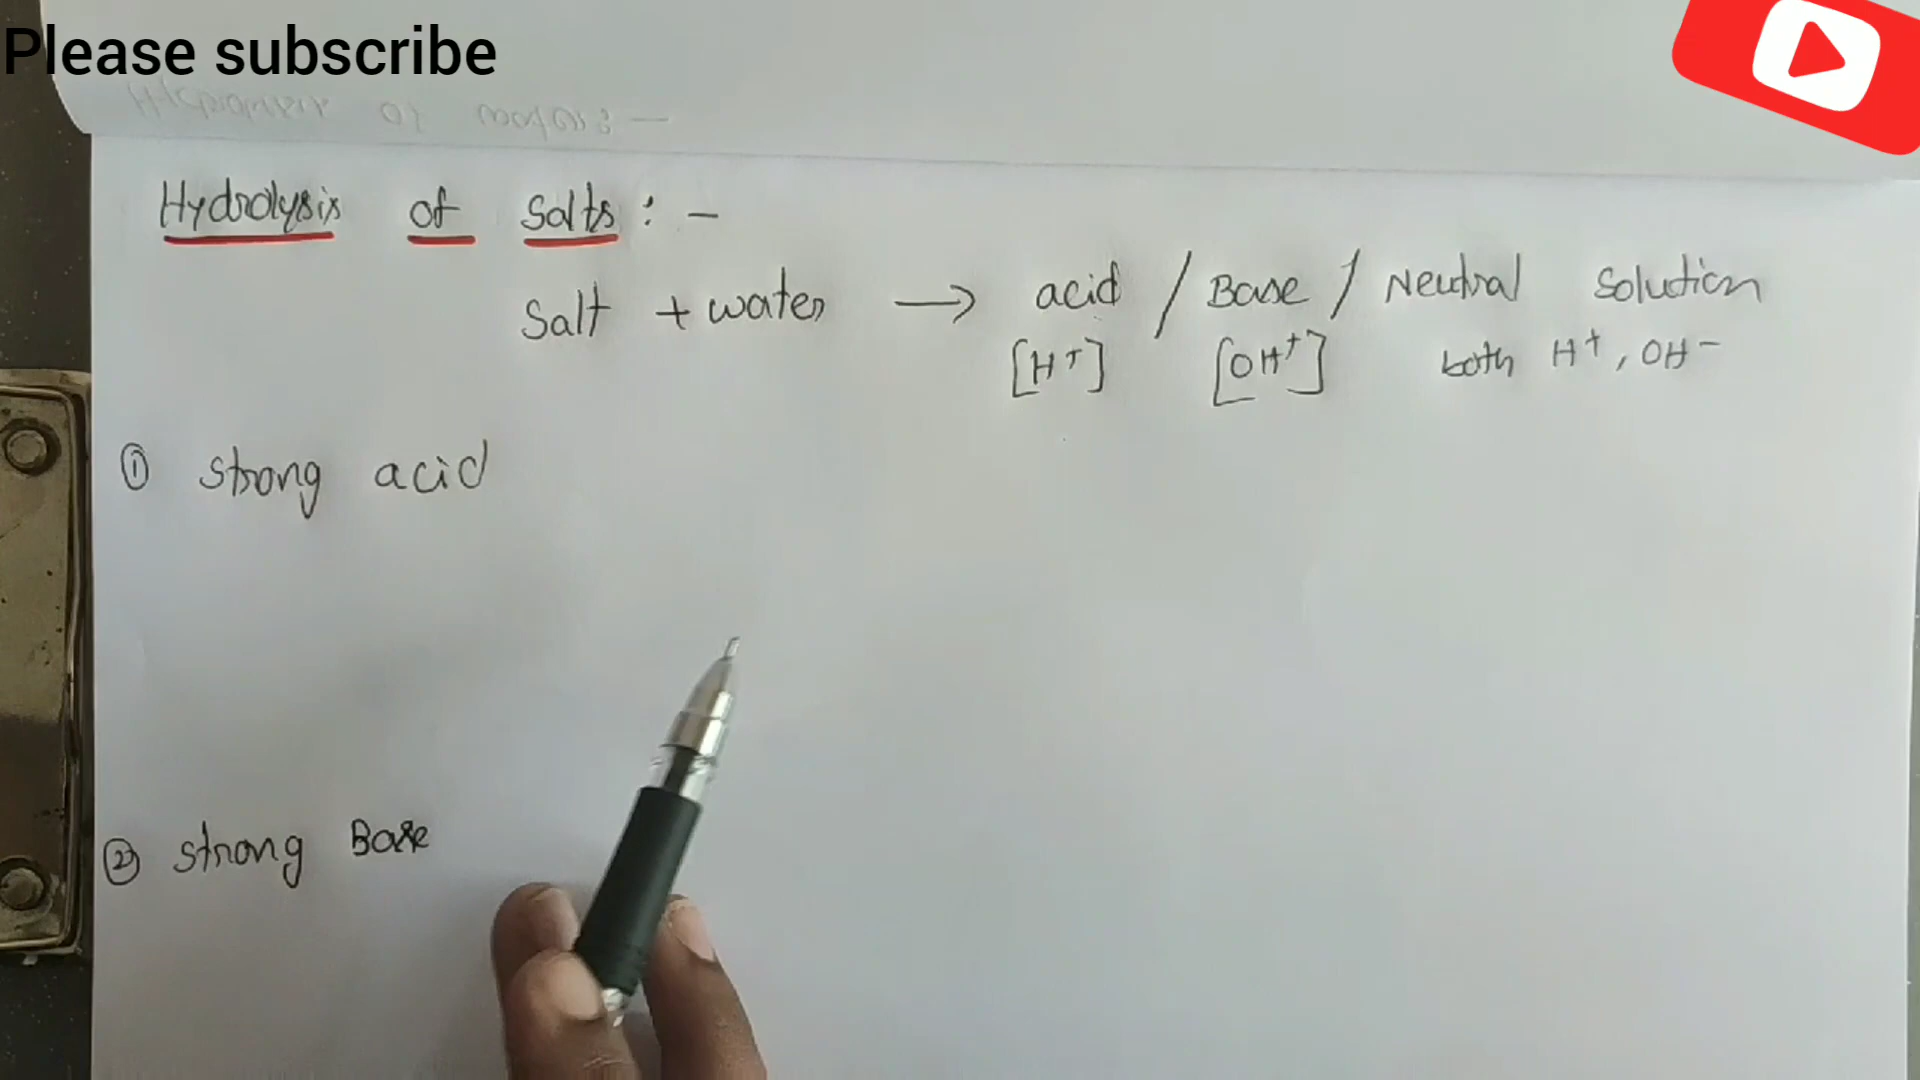 Please subscribe
Hydrolysis of Salts : -
Salt + water → acid / Base / Neutral Solution
[H+] [OH+] both H+, OH-
① strong acid
② strong Base